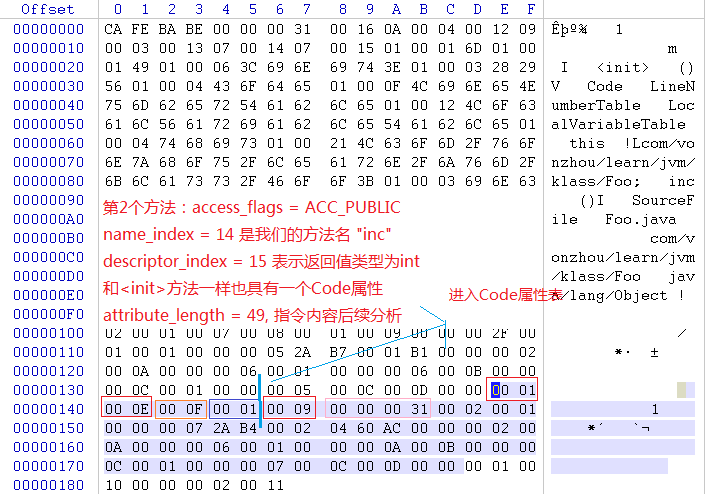 Offset 0 1 2 3 4 5 6 7 8 9 A B C D E F
00000000 CA FE BA BE 00 00 00 31 00 16 0A 00 04 00 12 09 Êþº¾ 1
00000010 00 03 00 13 07 00 14 07 00 15 01 00 01 6D 01 00 m
00000020 01 49 01 00 06 3C 69 6E 69 74 3E 01 00 03 28 29 I <init> ()
00000030 56 01 00 04 43 6F 64 65 01 00 0F 4C 69 6E 65 4E V Code LineN
00000040 75 6D 62 65 72 54 61 62 6C 65 01 00 12 4C 6F 63 umberTable Loc
00000050 61 6C 56 61 72 69 61 62 6C 65 54 61 62 6C 65 01 alVariableTable
00000060 00 04 74 68 69 73 01 00 21 4C 63 6F 6D 2F 76 6F this !Lcom/vo
00000070 6E 7A 68 6F 75 2F 6C 65 61 72 6E 2F 6A 76 6D 2F nzhou/learn/jvm/
00000080 6B 6C 61 73 73 2F 46 6F 6F 3B 01 00 03 69 6E 63 klass/Foo; inc
00000090 ()I SourceF
000000A0 ile Foo.java
000000B0 com/v
000000C0 onzhou/learn/jvm
000000D0 /klass/Foo jav
000000E0 a/lang/Object !
000000F0
第2个方法：access_flags = ACC_PUBLIC
name_index = 14 是我们的方法名 "inc"
descriptor_index = 15 表示返回值类型为int
和<init>方法一样也具有一个Code属性
attribute_length = 49, 指令内容后续分析
进入Code属性表
00000100 02 00 01 00 07 00 08 00 01 00 09 00 00 00 2F 00 /
00000110 01 00 01 00 00 00 05 2A B7 00 01 B1 00 00 00 02 *· ±
00000120 00 0A 00 00 00 06 00 01 00 00 00 06 00 0B 00 00
00000130 00 0C 00 01 00 00 00 05 00 0C 00 0D 00 00 00 01
00000140 00 0E 00 0F 00 01 00 09 00 00 00 31 00 02 00 01 1
00000150 00 00 00 07 2A B4 00 02 04 60 AC 00 00 00 02 00 *´ `¬
00000160 0A 00 00 00 06 00 01 00 00 00 0A 00 0B 00 00 00
00000170 0C 00 01 00 00 00 07 00 0C 00 0D 00 00 00 01 00
00000180 10 00 00 00 02 00 11